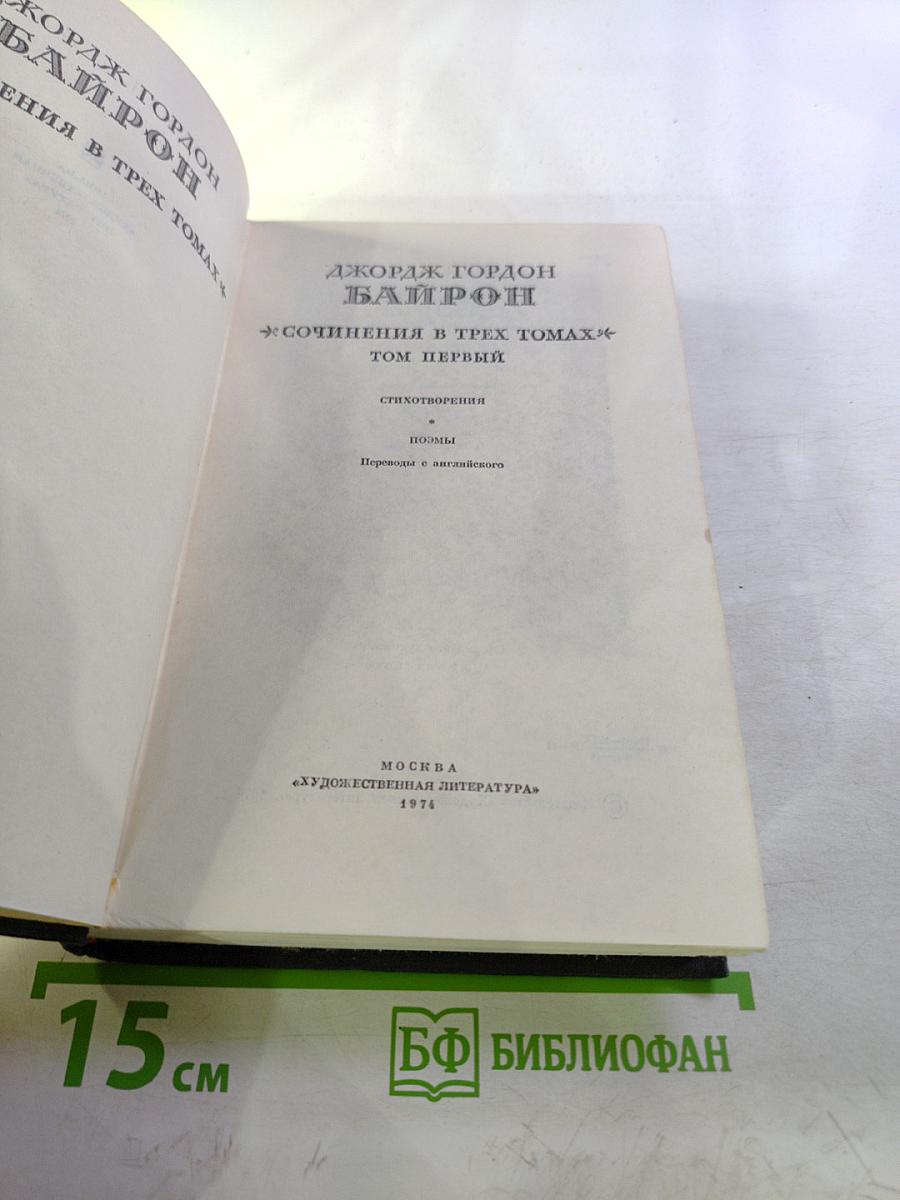 ДЖОРДЖ ГОРДОН
БАЙРОН
ЕНИЯ В ТРЕХ ТОМАХ
ДЖОРДЖ ГОРДОН
БАЙРОН
СОЧИНЕНИЯ В ТРЕХ ТОМАХ
ТОМ ПЕРВЫЙ
СТИХОТВОРЕНИЯ
*
ПОЭМЫ
Переводы с английского
МОСКВА
«ХУДОЖЕСТВЕННАЯ ЛИТЕРАТУРА»
1974
15 см
БФ БИБЛИОФАН